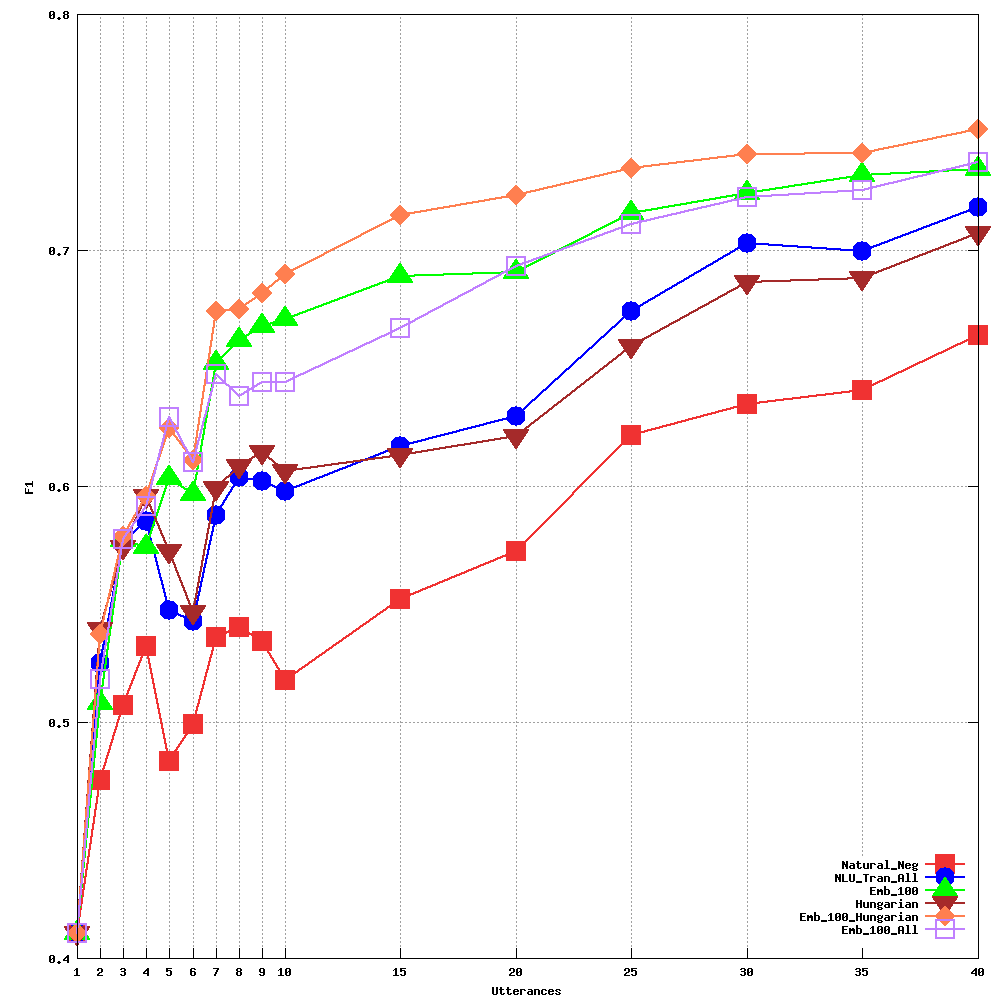 0.8
0.7
0.6
0.5
0.4
F1
1 2 3 4 5 6 7 8 9 10 15 20 25 30 35 40
Utterances
Natural_Neg
NLU_Tran_All
Emb_100
Hungarian
Emb_100_Hungarian
Emb_100_All